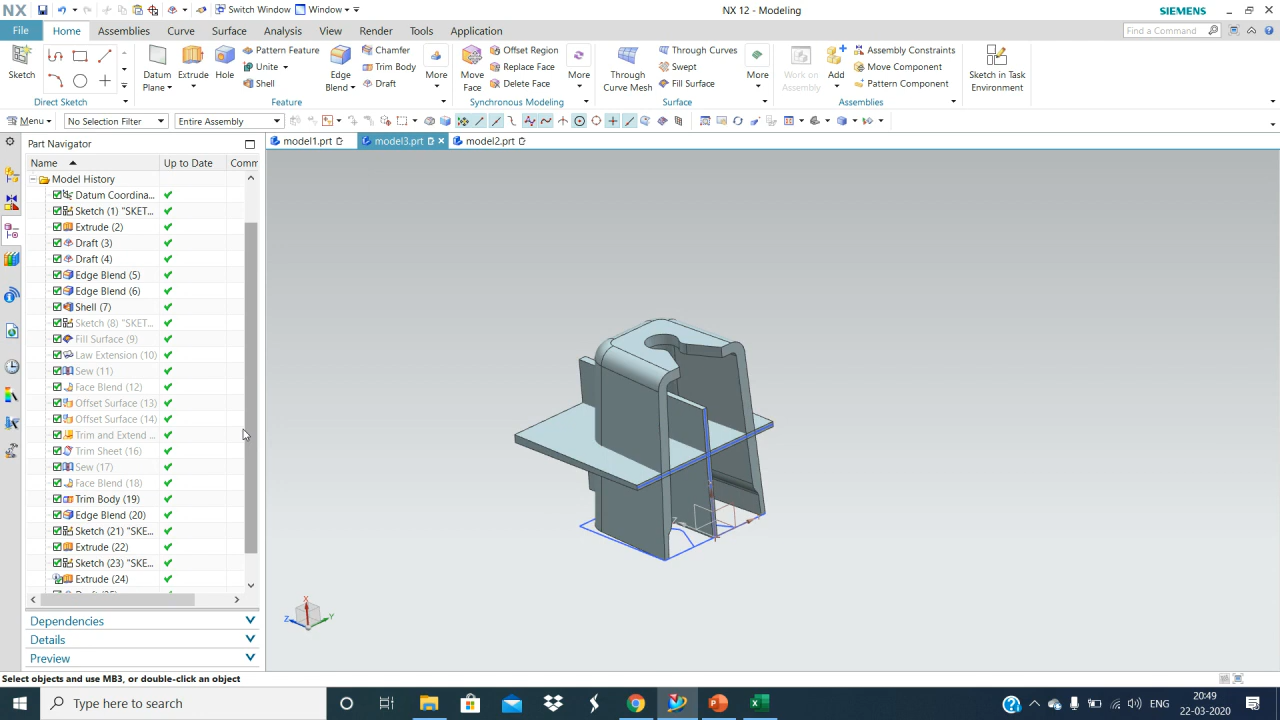 NX
Switch Window
Window
NX 12 - Modeling
SIEMENS
File
Home
Assemblies
Curve
Surface
Analysis
View
Render
Tools
Application
Find a Command
Sketch
Direct Sketch
Datum Plane
Extrude
Hole
Pattern Feature
Unite
Shell
Edge Blend
Chamfer
Trim Body
Draft
More
Feature
Move Face
Offset Region
Replace Face
Delete Face
More
Synchronous Modeling
Through Curve Mesh
Through Curves
Swept
Fill Surface
More
Surface
Work on Assembly
Add
Assembly Constraints
Move Component
Pattern Component
Assemblies
Sketch in Task Environment
Menu
No Selection Filter
Entire Assembly
Part Navigator
model1.prt
model3.prt
model2.prt
Name
Up to Date
Comm
Model History
Datum Coordina...
Sketch (1) "SKET...
Extrude (2)
Draft (3)
Draft (4)
Edge Blend (5)
Edge Blend (6)
Shell (7)
Sketch (8) "SKET...
Fill Surface (9)
Law Extension (10)
Sew (11)
Face Blend (12)
Offset Surface (13)
Offset Surface (14)
Trim and Extend ...
Trim Sheet (16)
Sew (17)
Face Blend (18)
Trim Body (19)
Edge Blend (20)
Sketch (21) "SKE...
Extrude (22)
Sketch (23) "SKE...
Extrude (24)
Dependencies
Details
Preview
X
Y
Z
Select objects and use MB3, or double-click an object
Type here to search
ENG
20:49
22-03-2020